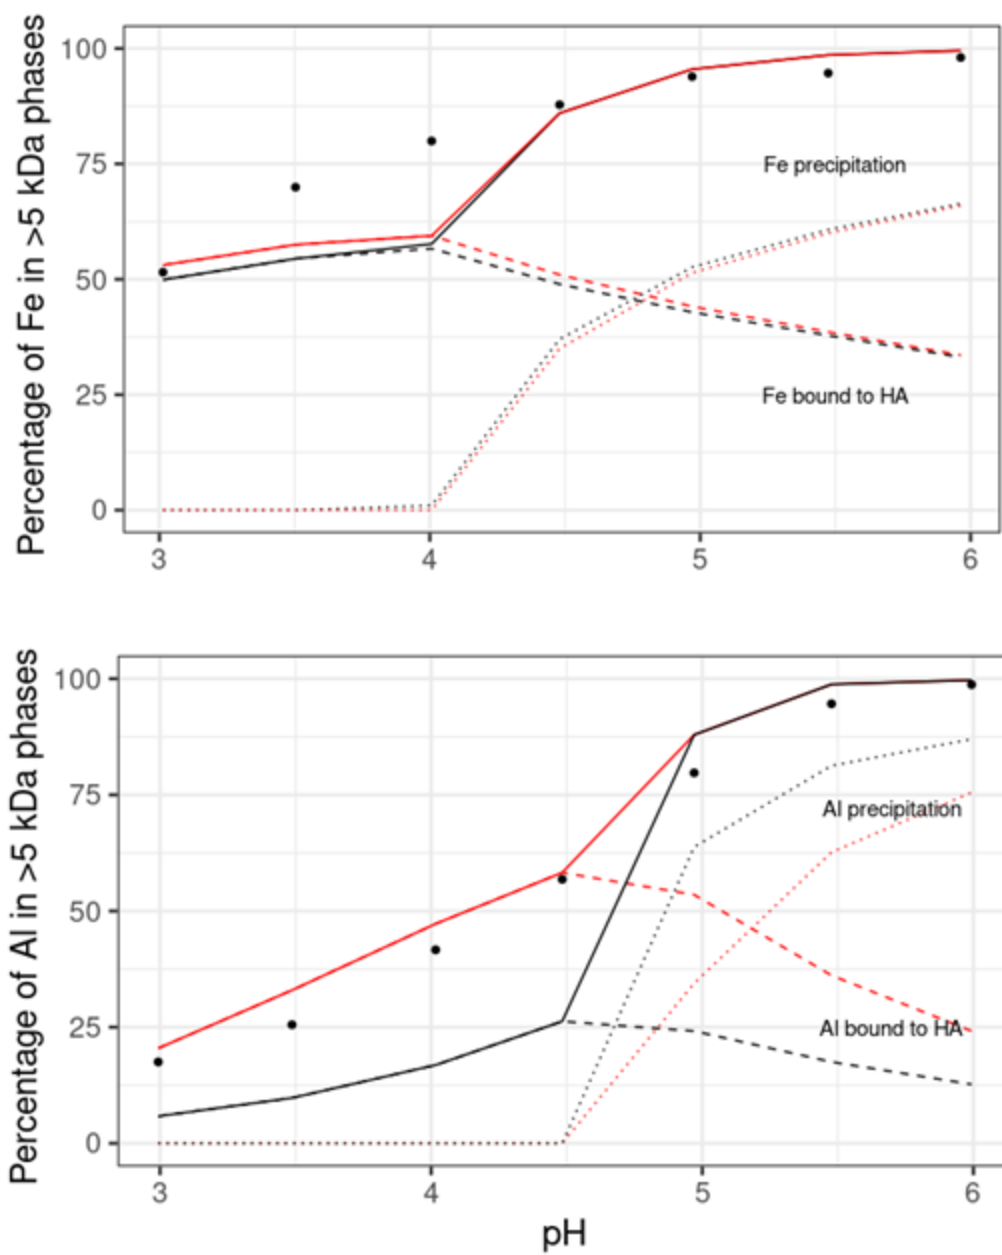 Percentage of Fe in >5 kDa phases
100
75
50
25
0
Fe precipitation
Fe bound to HA
3 4 5 6
Percentage of Al in >5 kDa phases
100
75
50
25
0
Al precipitation
Al bound to HA
3 4 5 6
pH